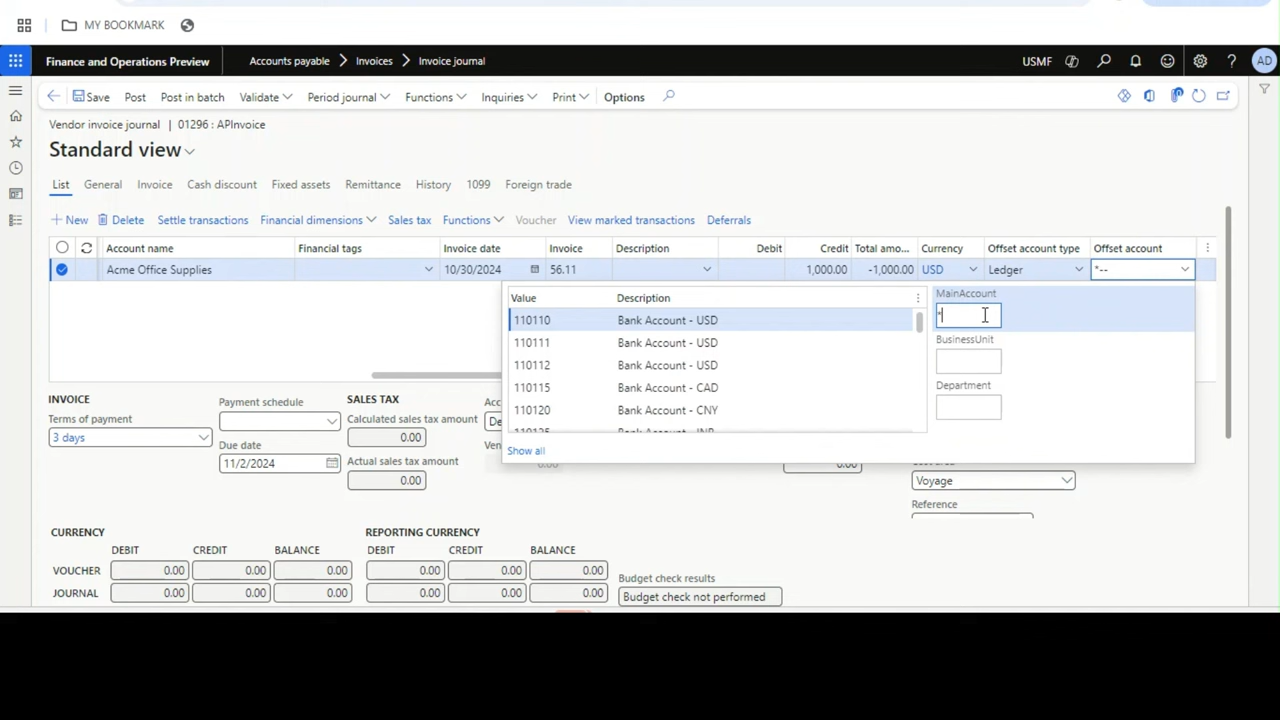 MY BOOKMARK
Finance and Operations Preview Accounts payable Invoices Invoice journal USMF AD
Save Post Post in batch Validate Period journal Functions Inquiries Print Options
Vendor invoice journal | 01296 : APInvoice
Standard view
List General Invoice Cash discount Fixed assets Remittance History 1099 Foreign trade
+ New Delete Settle transactions Financial dimensions Functions Sales tax Voucher View marked transactions Deferrals
Account name Financial tags Invoice date Invoice Description Debit Credit Total amo... Currency Offset account type Offset account
Acme Office Supplies 10/30/2024 56.11 1,000.00 -1,000.00 USD Ledger *--
Value Description
110110 Bank Account - USD
110111 Bank Account - USD
110112 Bank Account - USD
110115 Bank Account - CAD
110120 Bank Account - CNY
Show all
MainAccount
*
BusinessUnit
Department
INVOICE
Terms of payment
3 days
Payment schedule
Due date
11/2/2024
SALES TAX
Calculated sales tax amount
0.00
Actual sales tax amount
0.00
0.00
0.00
Voyage
Reference
CURRENCY REPORTING CURRENCY
DEBIT CREDIT BALANCE DEBIT CREDIT BALANCE
VOUCHER 0.00 0.00 0.00 0.00 0.00 0.00
JOURNAL 0.00 0.00 0.00 0.00 0.00 0.00
Budget check results
Budget check not performed